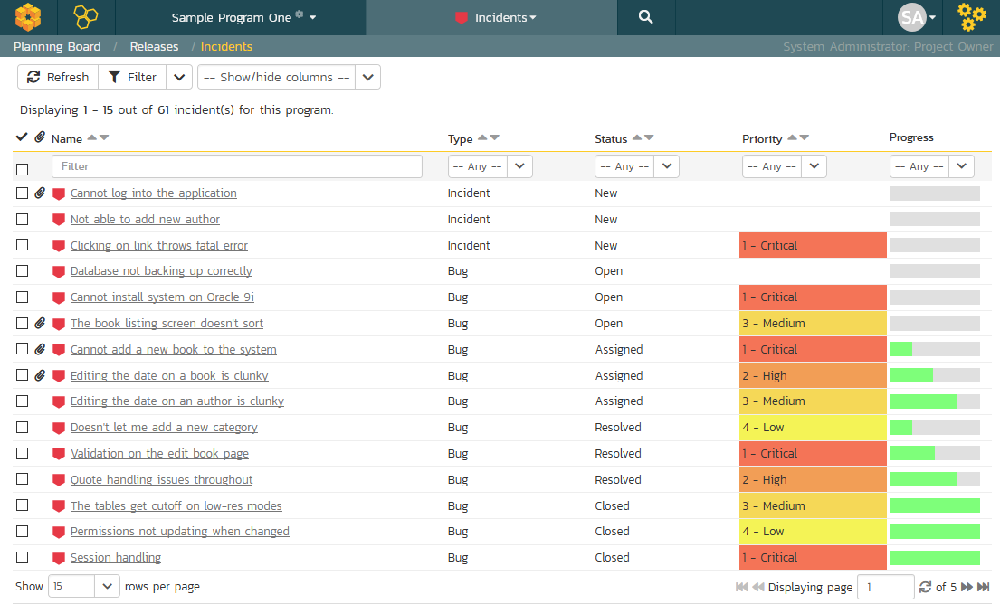 Sample Program One Incidents SA
Planning Board / Releases / Incidents System Administrator. Project Owner
Refresh Filter -- Show/hide columns --
Displaying 1 - 15 out of 61 incident(s) for this program.
Name Type Status Priority Progress
Filter -- Any -- -- Any -- -- Any -- -- Any --
Cannot log into the application Incident New
Not able to add new author Incident New
Clicking on link throws fatal error Incident New 1 - Critical
Database not backing up correctly Bug Open
Cannot install system on Oracle 9i Bug Open 1 - Critical
The book listing screen doesn't sort Bug Open 3 - Medium
Cannot add a new book to the system Bug Assigned 1 - Critical
Editing the date on a book is clunky Bug Assigned 2 - High
Editing the date on an author is clunky Bug Assigned 3 - Medium
Doesn't let me add a new category Bug Resolved 4 - Low
Validation on the edit book page Bug Resolved 1 - Critical
Quote handling issues throughout Bug Resolved 2 - High
The tables get cutoff on low-res modes Bug Closed 3 - Medium
Permissions not updating when changed Bug Closed 4 - Low
Session handling Bug Closed 1 - Critical
Show 15 rows per page Displaying page 1 of 5